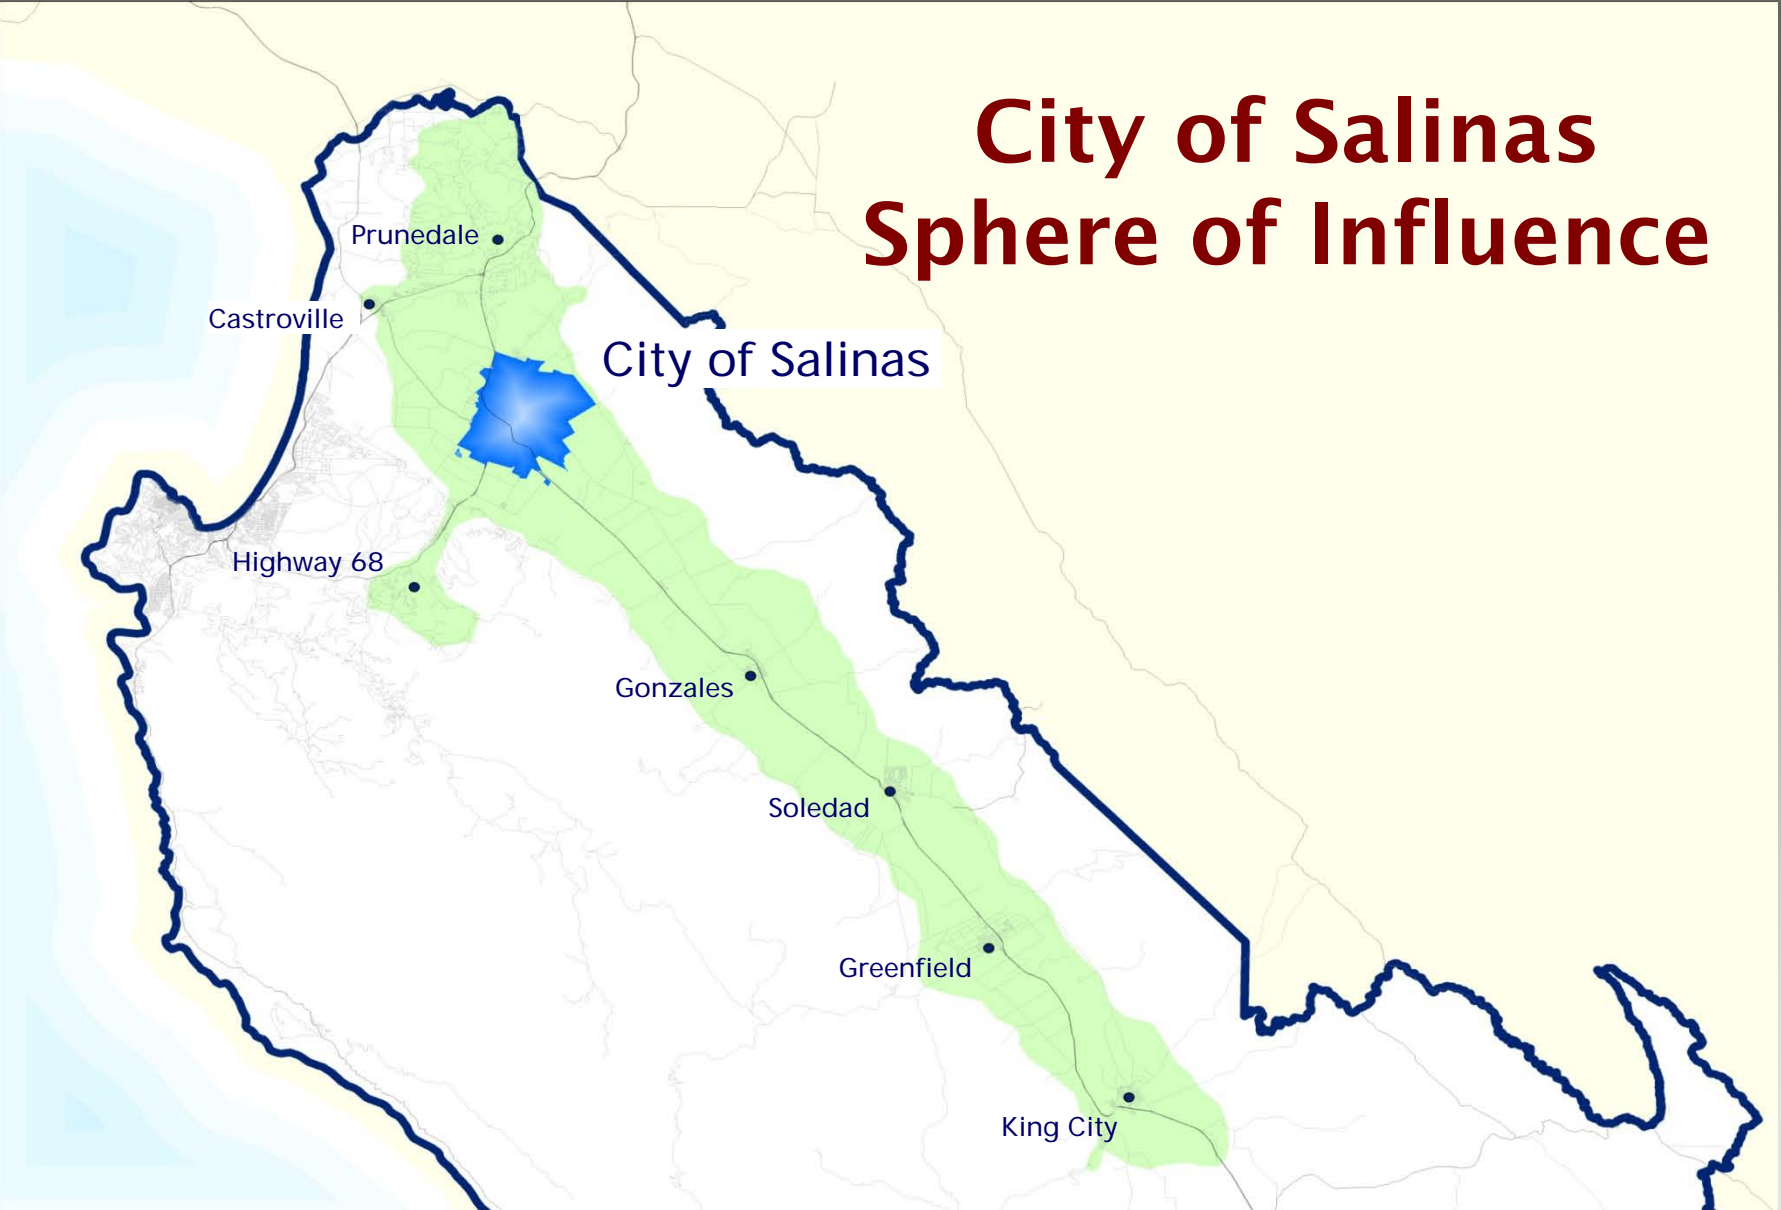 City of Salinas
Sphere of Influence
Prunedale
Castroville
City of Salinas
Highway 68
Gonzales
Soledad
Greenfield
King City